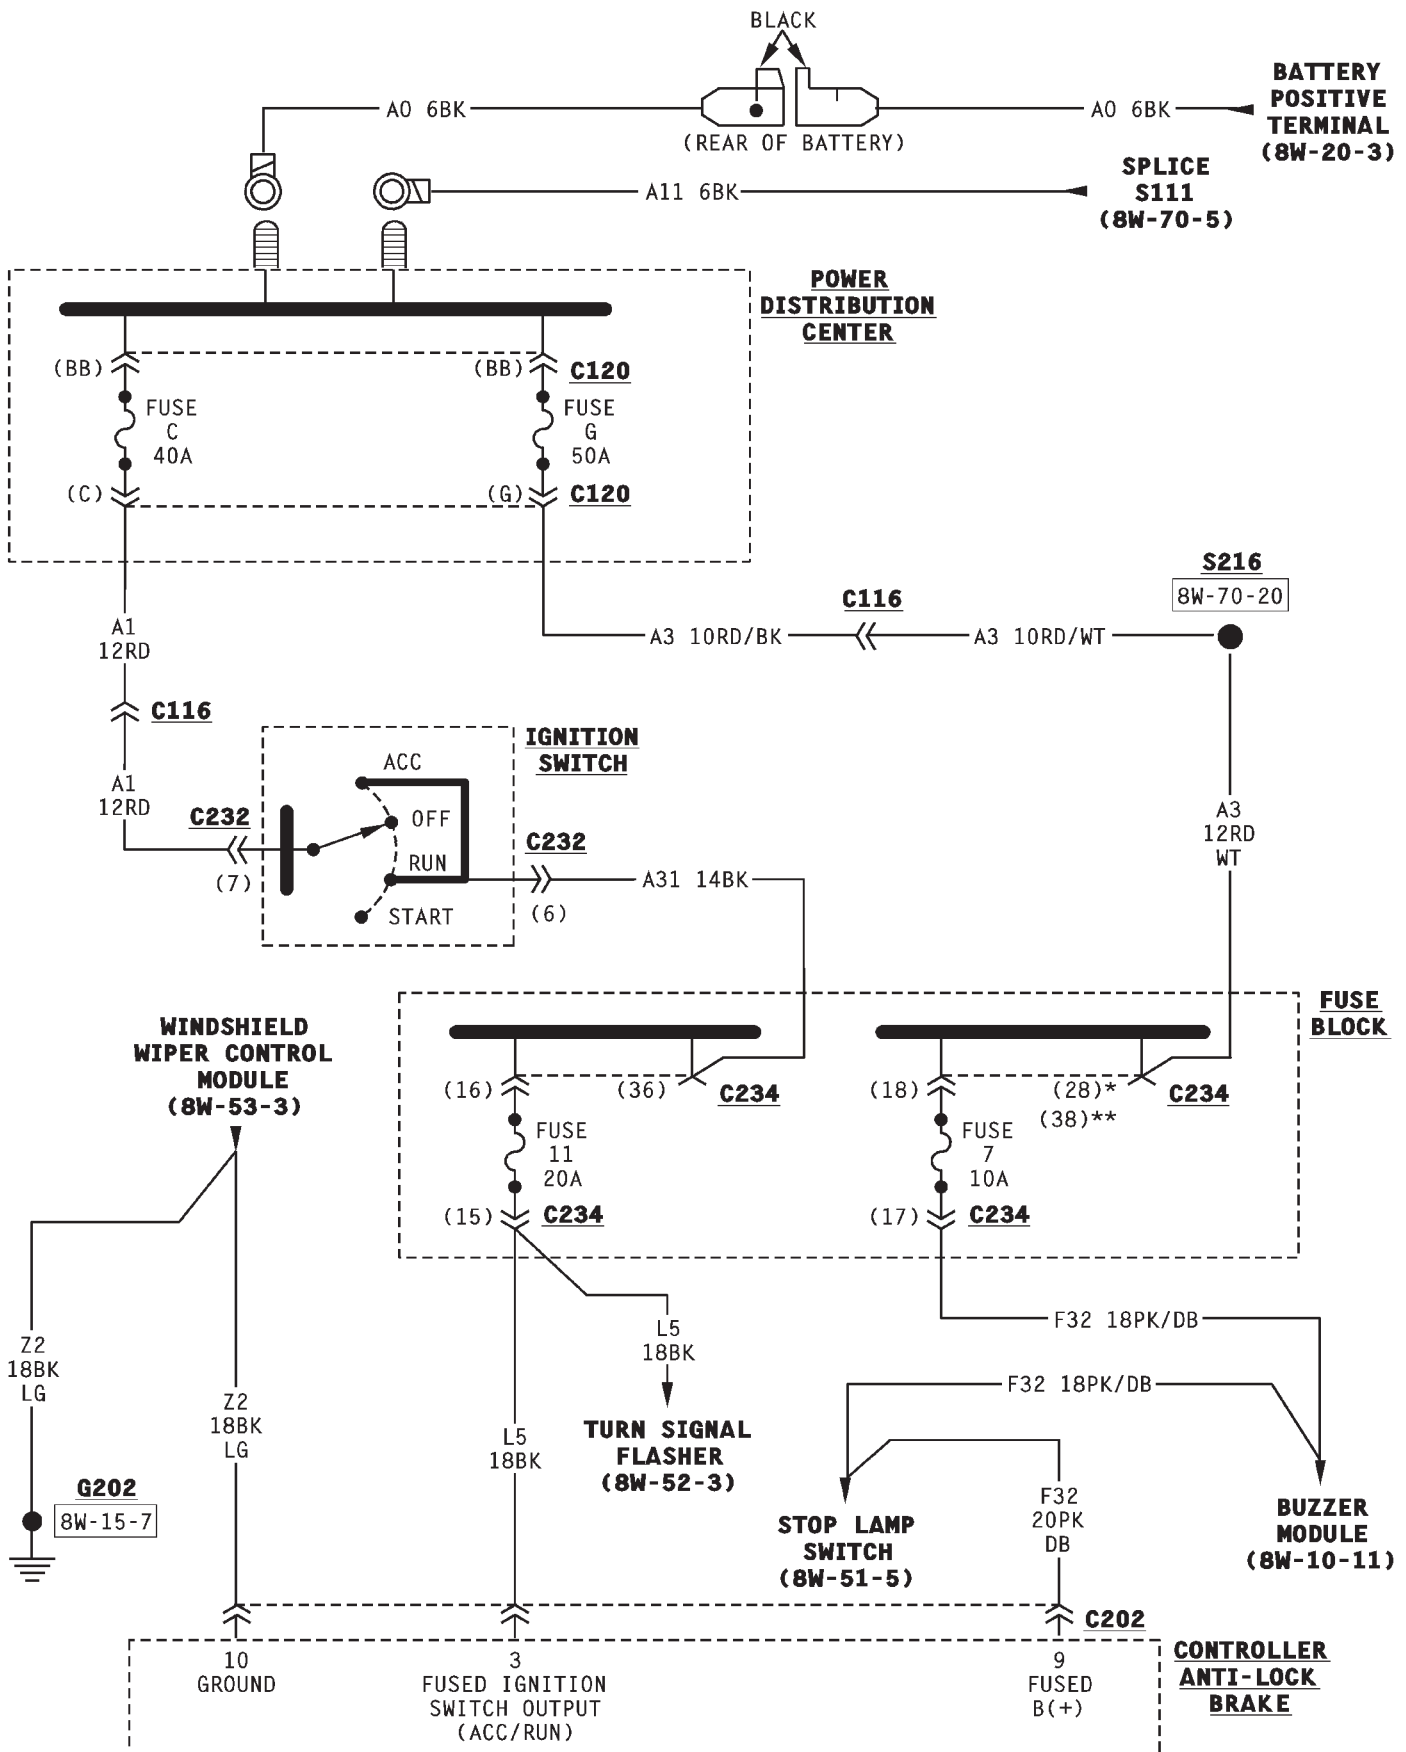 BLACK
BATTERY
POSITIVE
TERMINAL
(8W-20-3)
A0 6BK
A0 6BK
(REAR OF BATTERY)
SPLICE
S111
(8W-70-5)
A11 6BK
POWER
DISTRIBUTION
CENTER
(BB)
(BB)
C120
FUSE
C
40A
FUSE
G
50A
(C)
(G)
C120
S216
8W-70-20
C116
A3 10RD/BK
A3 10RD/WT
A1
12RD
C116
IGNITION
SWITCH
ACC
OFF
RUN
START
A1
12RD
C232
(7)
C232
(6)
A31 14BK
A3
12RD
WT
FUSE
BLOCK
WINDSHIELD
WIPER CONTROL
MODULE
(8W-53-3)
(16)
(36)
C234
(18)
(28)*
(38)**
C234
FUSE
11
20A
FUSE
7
10A
(15)
C234
(17)
C234
F32 18PK/DB
L5
18BK
Z2
18BK
LG
F32 18PK/DB
Z2
18BK
LG
L5
18BK
TURN SIGNAL
FLASHER
(8W-52-3)
G202
8W-15-7
F32
20PK
DB
STOP LAMP
SWITCH
(8W-51-5)
BUZZER
MODULE
(8W-10-11)
C202
10
GROUND
3
FUSED IGNITION
SWITCH OUTPUT
(ACC/RUN)
9
FUSED
B(+)
CONTROLLER
ANTI-LOCK
BRAKE